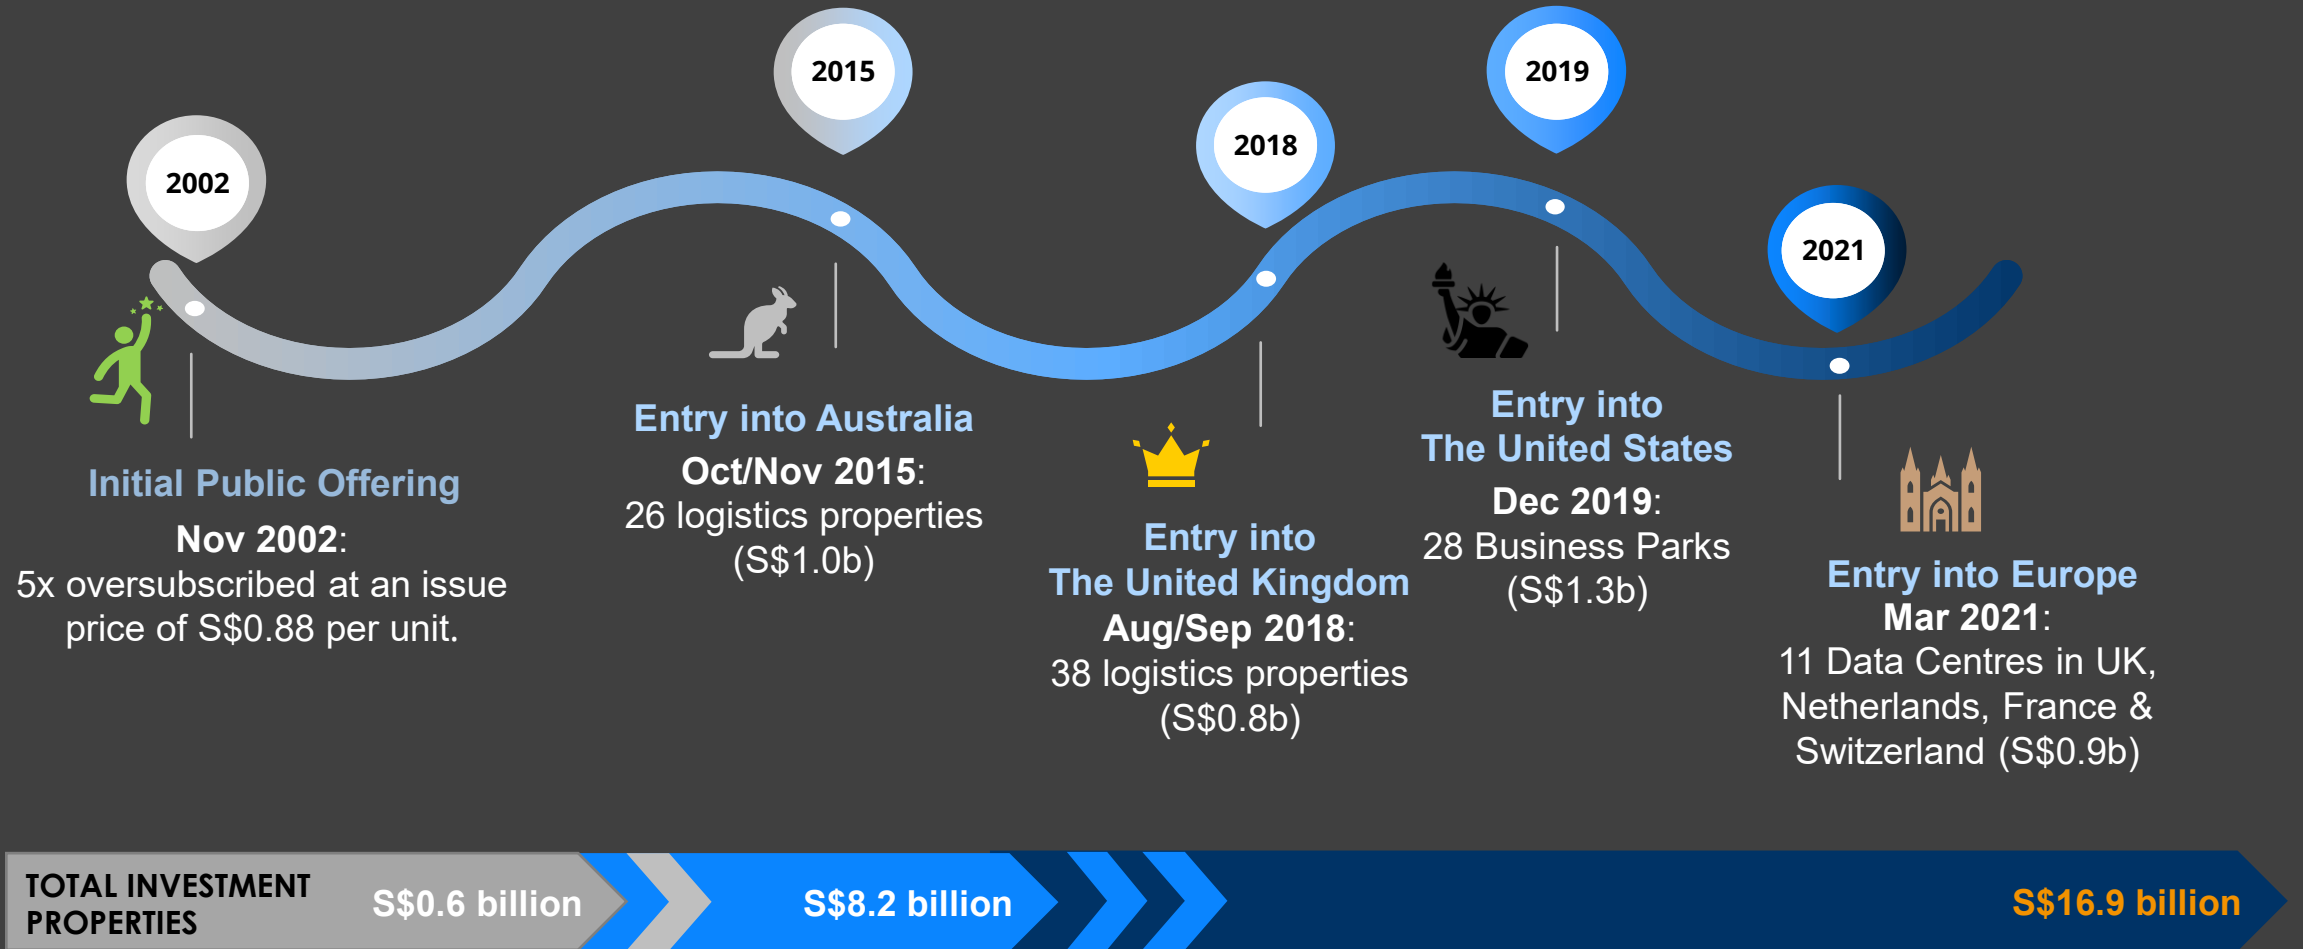 2002
2015
2018
2019
2021
Initial Public Offering
Nov 2002:
5x oversubscribed at an issue
price of S$0.88 per unit.
Entry into Australia
Oct/Nov 2015:
26 logistics properties
(S$1.0b)
Entry into
The United Kingdom
Aug/Sep 2018:
38 logistics properties
(S$0.8b)
Entry into
The United States
Dec 2019:
28 Business Parks
(S$1.3b)
Entry into Europe
Mar 2021:
11 Data Centres in UK,
Netherlands, France &
Switzerland (S$0.9b)
TOTAL INVESTMENT
PROPERTIES
S$0.6 billion
S$8.2 billion
S$16.9 billion